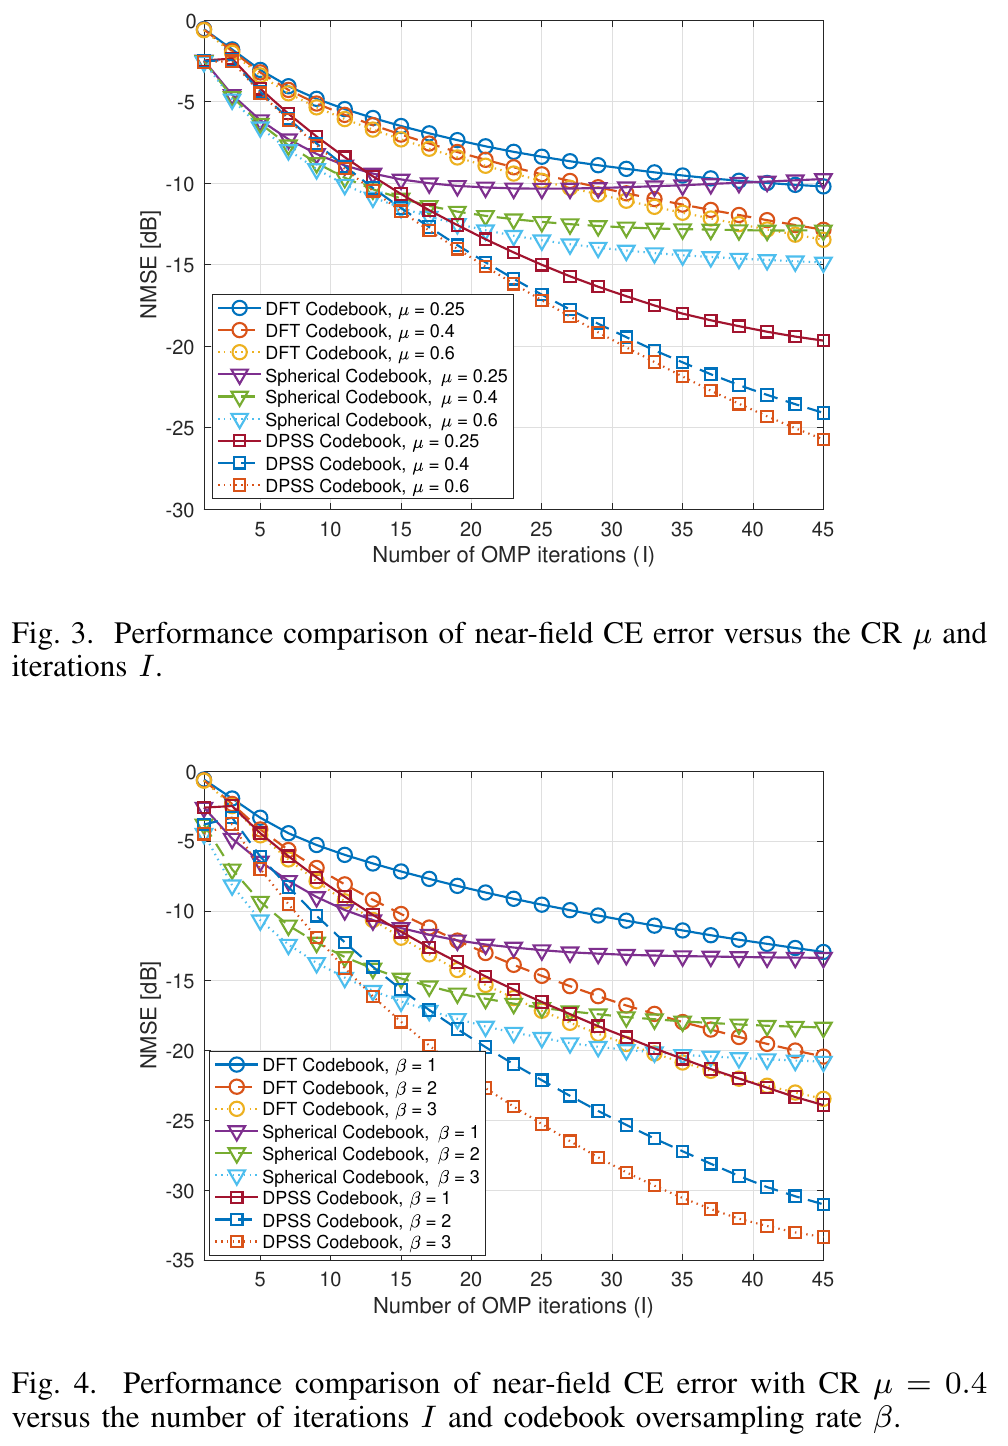 0
-5
-10
-15
-20
-25
-30
NMSE [dB]
DFT Codebook, μ = 0.25
DFT Codebook, μ = 0.4
DFT Codebook, μ = 0.6
Spherical Codebook, μ = 0.25
Spherical Codebook, μ = 0.4
Spherical Codebook, μ = 0.6
DPSS Codebook, μ = 0.25
DPSS Codebook, μ = 0.4
DPSS Codebook, μ = 0.6
5 10 15 20 25 30 35 40 45
Number of OMP iterations (I)
Fig. 3. Performance comparison of near-field CE error versus the CR μ and
iterations I.
0
-5
-10
-15
-20
-25
-30
-35
NMSE [dB]
DFT Codebook, β = 1
DFT Codebook, β = 2
DFT Codebook, β = 3
Spherical Codebook, β = 1
Spherical Codebook, β = 2
Spherical Codebook, β = 3
DPSS Codebook, β = 1
DPSS Codebook, β = 2
DPSS Codebook, β = 3
5 10 15 20 25 30 35 40 45
Number of OMP iterations (I)
Fig. 4. Performance comparison of near-field CE error with CR μ = 0.4
versus the number of iterations I and codebook oversampling rate β.